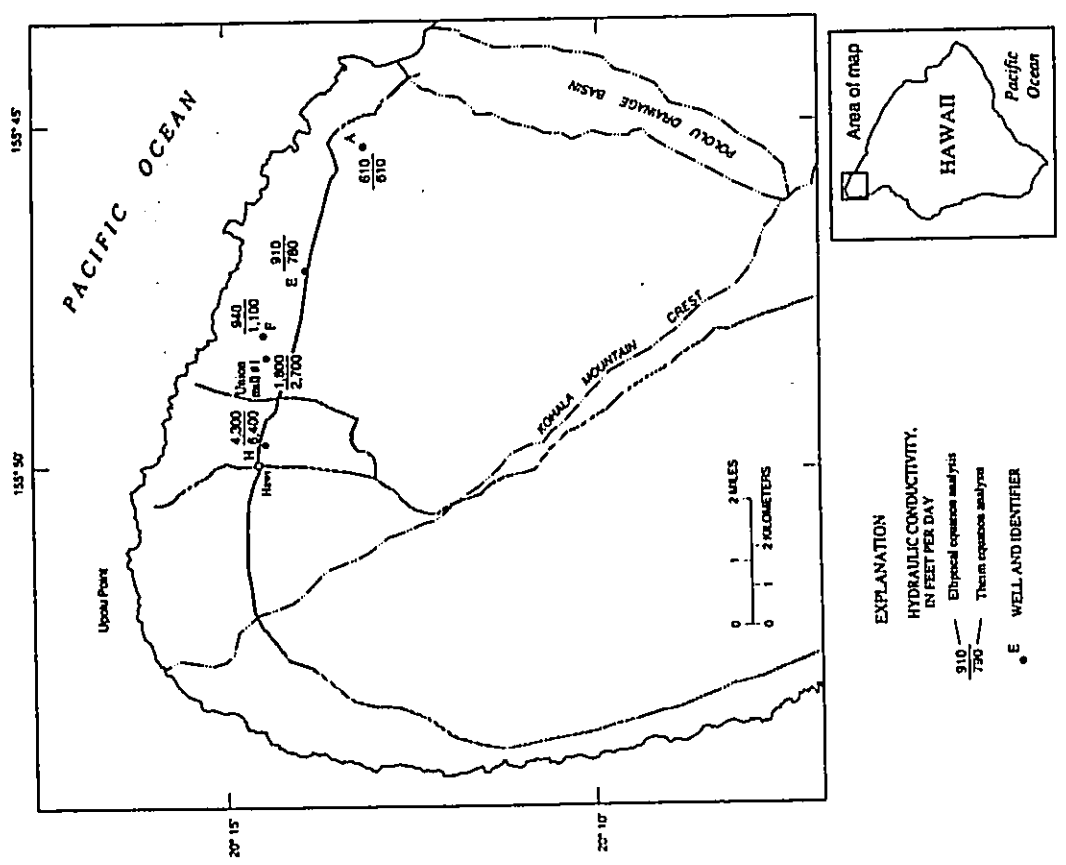 155° 50'
155° 45'
PACIFIC OCEAN
Upolu Point
20° 15'
20° 10'
Hawi
H
4,300
6,400
Union
1,800
2,700
940
1,100
F
E
910
780
A
610
610
POLOLU DRAINAGE BASIN
KOHALA MOUNTAIN CREST
0 1 2 MILES
0 1 2 KILOMETERS
EXPLANATION
HYDRAULIC CONDUCTIVITY,
IN FEET PER DAY
910 Elliptical equation analysis
790 Theim equation analysis
E WELL AND IDENTIFIER
Area of map
HAWAII
Pacific
Ocean